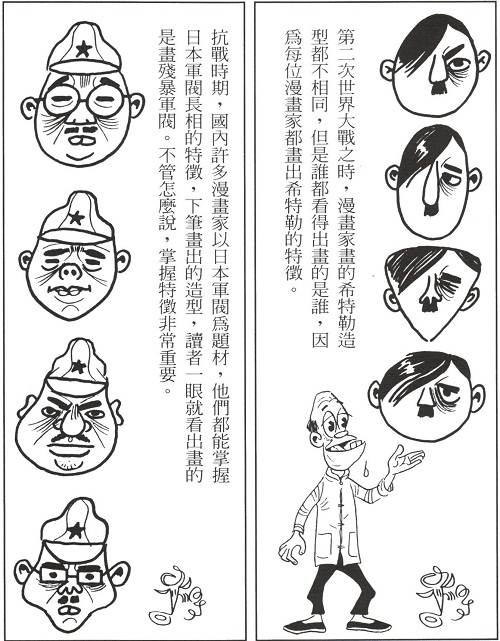 第二次世界大戰之時，漫畫家畫的希特勒造
型都不相同，但是誰都看得出畫的是誰，因
爲每位漫畫家都畫出希特勒的特徵。
抗戰時期，國內許多漫畫家以日本軍閥爲題材，他們都能掌握
日本軍閥長相的特徵，下筆畫出的造型，讀者一眼就看出畫的
是畫殘暴軍閥。不管怎麼說，掌握特徵非常重要。